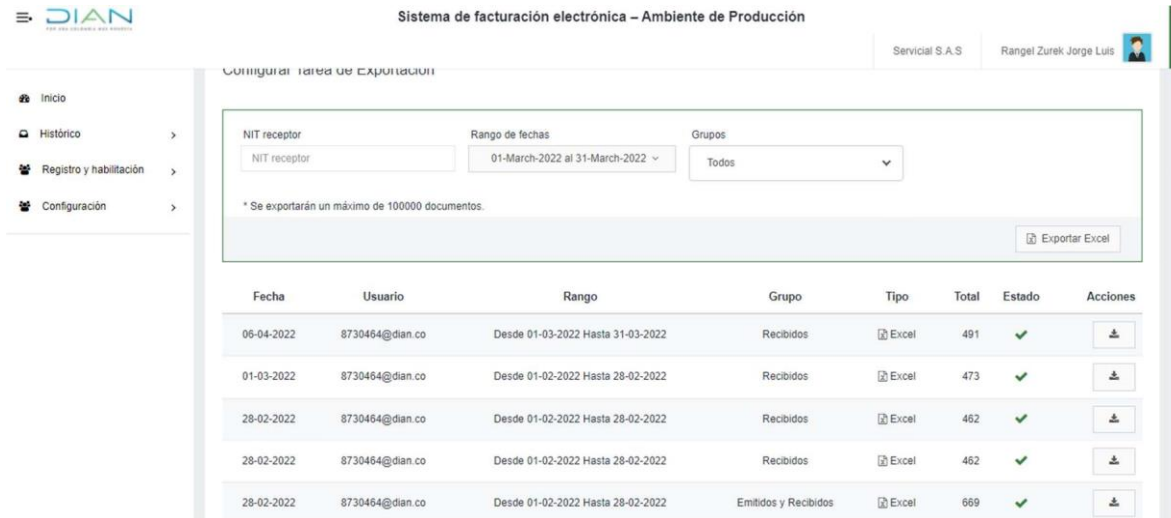 DIAN
POR UNA COLOMBIA MÁS HONESTA
Sistema de facturación electrónica – Ambiente de Producción
Servicial S.A.S
Rangel Zurek Jorge Luis
Configurar Tarea de Exportación
Inicio
Histórico
Registro y habilitación
Configuración
NIT receptor
Rango de fechas
Grupos
NIT receptor
01-March-2022 al 31-March-2022
Todos
* Se exportarán un máximo de 100000 documentos.
Exportar Excel
Fecha Usuario Rango Grupo Tipo Total Estado Acciones
06-04-2022 8730464@dian.co Desde 01-03-2022 Hasta 31-03-2022 Recibidos Excel 491
01-03-2022 8730464@dian.co Desde 01-02-2022 Hasta 28-02-2022 Recibidos Excel 473
28-02-2022 8730464@dian.co Desde 01-02-2022 Hasta 28-02-2022 Recibidos Excel 462
28-02-2022 8730464@dian.co Desde 01-02-2022 Hasta 28-02-2022 Recibidos Excel 462
28-02-2022 8730464@dian.co Desde 01-02-2022 Hasta 28-02-2022 Emitidos y Recibidos Excel 669